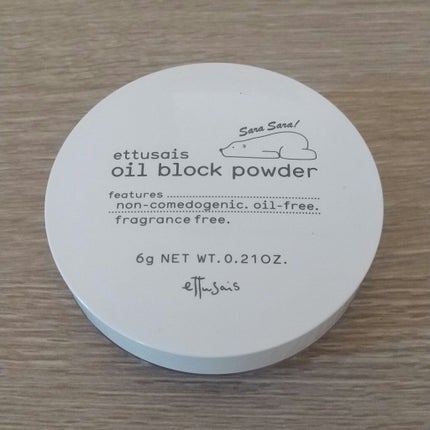 Sara Sara!
ettusais
oil block powder
features
non-comedogenic. oil-free.
fragrance free.
6g NET WT. 0.21OZ.
ettusais